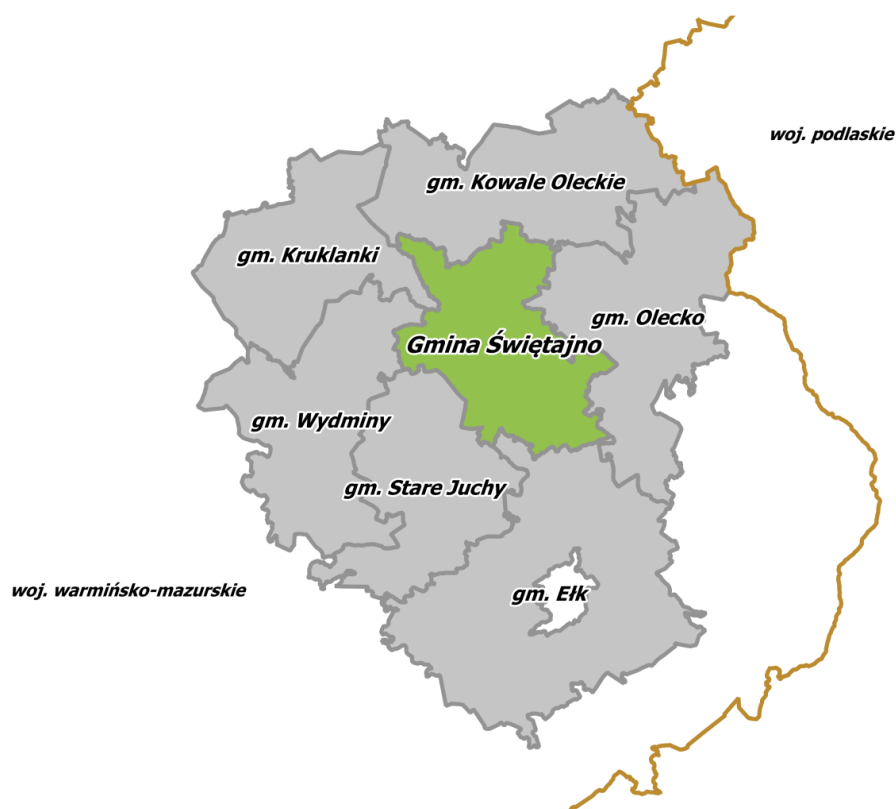 woj. podlaskie
gm. Kowale Oleckie
gm. Kruklanki
gm. Olecko
Gmina Świętajno
gm. Wydminy
gm. Stare Juchy
woj. warmińsko-mazurskie
gm. Ełk